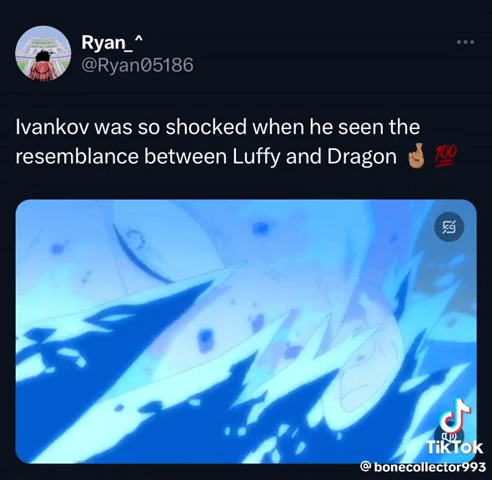 Ryan_^
@Ryan05186
Ivankov was so shocked when he seen the
resemblance between Luffy and Dragon 🤞🏽 💯
TikTok
@bonecollector993